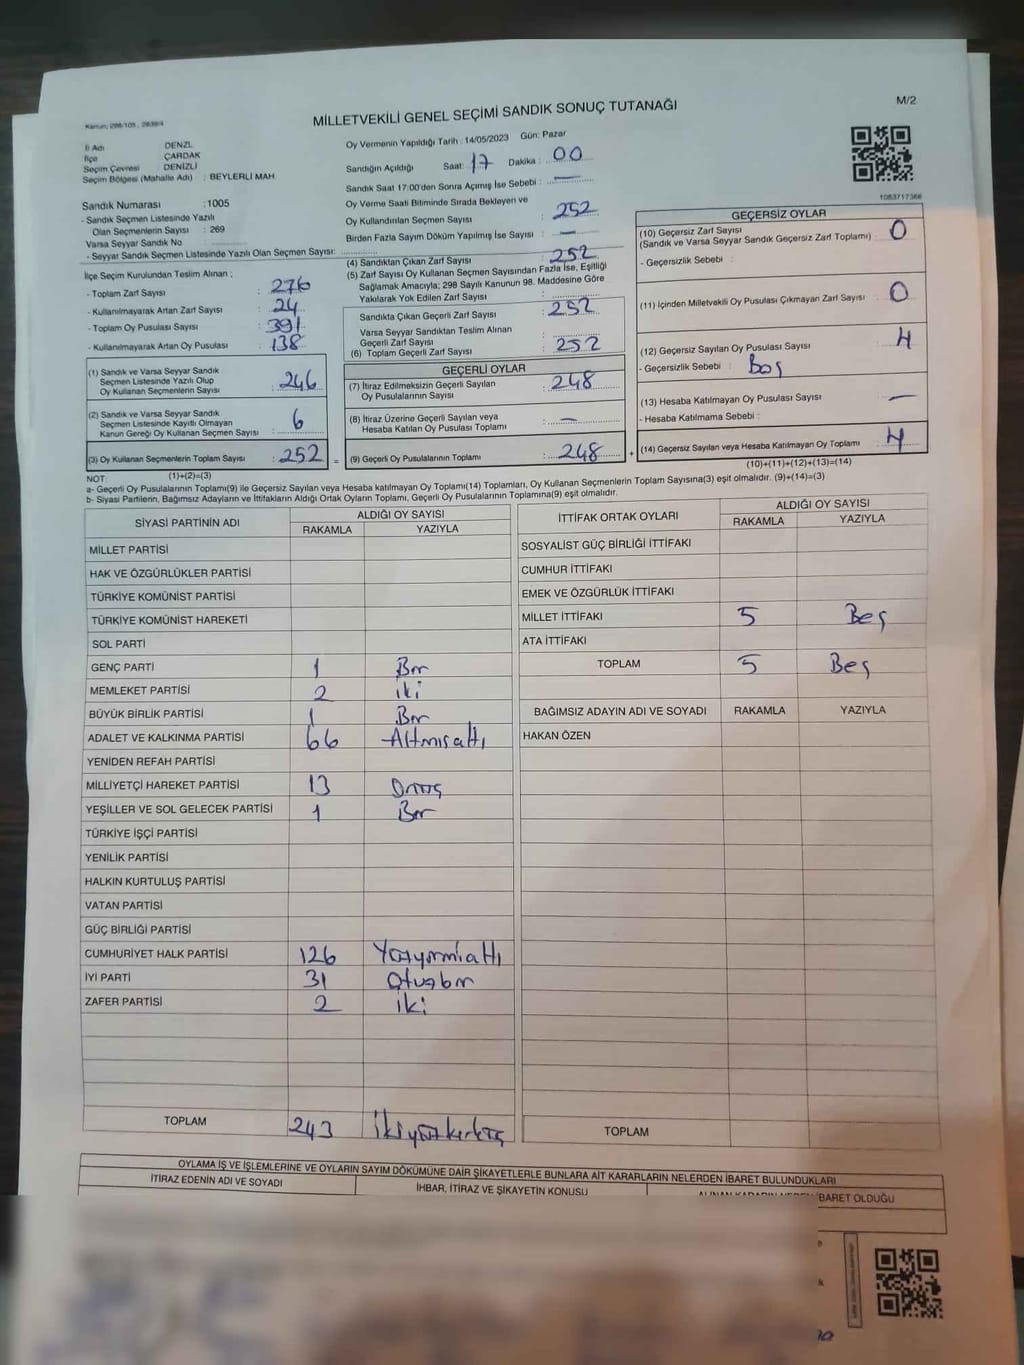 M/2
MİLLETVEKİLİ GENEL SEÇİMİ SANDIK SONUÇ TUTANAĞI
Kanun; 298/105, 2839/4
İl Adı DENZL
İlçe ÇARDAK
Seçim Çevresi DENİZLİ
Seçim Bölgesi (Mahalle Adı) : BEYLERLİ MAH.
Oy Vermenin Yapıldığı Tarih : 14/05/2023 Gün: Pazar
Sandığın Açıldığı Saat: 17 Dakika : 00
Sandık Saat 17:00'den Sonra Açımış İse Sebebi : —
Sandık Numarası :1005
- Sandık Seçmen Listesinde Yazılı
Olan Seçmenlerin Sayısı : 269
Varsa Seyyar Sandık No :
- Seyyar Sandık Seçmen Listesinde Yazılı Olan Seçmen Sayısı:
Oy Verme Saati Bitiminde Sırada Bekleyen ve
Oy Kullandırılan Seçmen Sayısı : 252
Birden Fazla Sayım Döküm Yapılmış İse Sayısı : —
İlçe Seçim Kurulundan Teslim Alınan ;
- Toplam Zarf Sayısı : 276
- Kullanılmayarak Artan Zarf Sayısı : 24
- Toplam Oy Pusulası Sayısı : 391
- Kullanılmayarak Artan Oy Pusulası : 138
(4) Sandıktan Çıkan Zarf Sayısı : 252
(5) Zarf Sayısı Oy Kullanan Seçmen Sayısından Fazla İse, Eşitliği
Sağlamak Amacıyla; 298 Sayılı Kanunun 98. Maddesine Göre
Yakılarak Yok Edilen Zarf Sayısı :
Sandıkta Çıkan Geçerli Zarf Sayısı : 252
Varsa Seyyar Sandıktan Teslim Alınan
Geçerli Zarf Sayısı
(6) Toplam Geçerli Zarf Sayısı : 252
1083717368
GEÇERSİZ OYLAR
(10) Geçersiz Zarf Sayısı
(Sandık ve Varsa Seyyar Sandık Geçersiz Zarf Toplamı) : 0
- Geçersizlik Sebebi :
(11) İçinden Milletvekili Oy Pusulası Çıkmayan Zarf Sayısı : 0
(12) Geçersiz Sayılan Oy Pusulası Sayısı : 4
- Geçersizlik Sebebi : Boş
(13) Hesaba Katılmayan Oy Pusulası Sayısı : —
- Hesaba Katılmama Sebebi :
(14) Geçersiz Sayılan veya Hesaba Katılmayan Oy Toplamı : 4
(10)+(11)+(12)+(13)=(14)
(1) Sandık ve Varsa Seyyar Sandık
Seçmen Listesinde Yazılı Olup
Oy Kullanan Seçmenlerin Sayısı : 246
(2) Sandık ve Varsa Seyyar Sandık
Seçmen Listesinde Kayıtlı Olmayan
Kanun Gereği Oy Kullanan Seçmen Sayısı : 6
(3) Oy Kullanan Seçmenlerin Toplam Sayısı : 252 =
(1)+(2)=(3)
GEÇERLİ OYLAR
(7) İtiraz Edilmeksizin Geçerli Sayılan
Oy Pusulalarının Sayısı : 248
(8) İtiraz Üzerine Geçerli Sayılan veya
Hesaba Katılan Oy Pusulası Toplamı : —
(9) Geçerli Oy Pusulalarının Toplamı : 248 +
NOT:
a- Geçerli Oy Pusulalarının Toplamı(9) ile Geçersiz Sayılan veya Hesaba Katılmayan Oy Toplamı(14) Toplamları, Oy Kullanan Seçmenlerin Toplam Sayısına(3) eşit olmalıdır. (9)+(14)=(3)
b- Siyasi Partilerin, Bağımsız Adayların ve İttifakların Aldığı Ortak Oyların Toplamı, Geçerli Oy Pusulalarının Toplamına(9) eşit olmalıdır.
SİYASİ PARTİNİN ADI ALDIĞI OY SAYISI
RAKAMLA YAZIYLA
MİLLET PARTİSİ
HAK VE ÖZGÜRLÜKLER PARTİSİ
TÜRKİYE KOMÜNİST PARTİSİ
TÜRKİYE KOMÜNİST HAREKETİ
SOL PARTİ
GENÇ PARTİ 1 Bir
MEMLEKET PARTİSİ 2 iki
BÜYÜK BİRLİK PARTİSİ 1 Bir
ADALET VE KALKINMA PARTİSİ 66 Altmışaltı
YENİDEN REFAH PARTİSİ
MİLLİYETÇİ HAREKET PARTİSİ 13 Onüç
YEŞİLLER VE SOL GELECEK PARTİSİ 1 Bir
TÜRKİYE İŞÇİ PARTİSİ
YENİLİK PARTİSİ
HALKIN KURTULUŞ PARTİSİ
VATAN PARTİSİ
GÜÇ BİRLİĞİ PARTİSİ
CUMHURİYET HALK PARTİSİ 126 Yüzyirmialtı
İYİ PARTİ 31 Otuzbir
ZAFER PARTİSİ 2 iki
TOPLAM 243 İkiyüzkırküç
İTTİFAK ORTAK OYLARI ALDIĞI OY SAYISI
RAKAMLA YAZIYLA
SOSYALİST GÜÇ BİRLİĞİ İTTİFAKI
CUMHUR İTTİFAKI
EMEK VE ÖZGÜRLÜK İTTİFAKI
MİLLET İTTİFAKI 5 Beş
ATA İTTİFAKI
TOPLAM 5 Beş
BAĞIMSIZ ADAYIN ADI VE SOYADI RAKAMLA YAZIYLA
HAKAN ÖZEN
TOPLAM
OYLAMA İŞ VE İŞLEMLERİNE VE OYLARIN SAYIM DÖKÜMÜNE DAİR ŞİKAYETLERLE BUNLARA AİT KARARLARIN NELERDEN İBARET BULUNDUKLARI
İTİRAZ EDENİN ADI VE SOYADI İHBAR, İTİRAZ VE ŞİKAYETİN KONUSU İBARET OLDUĞU